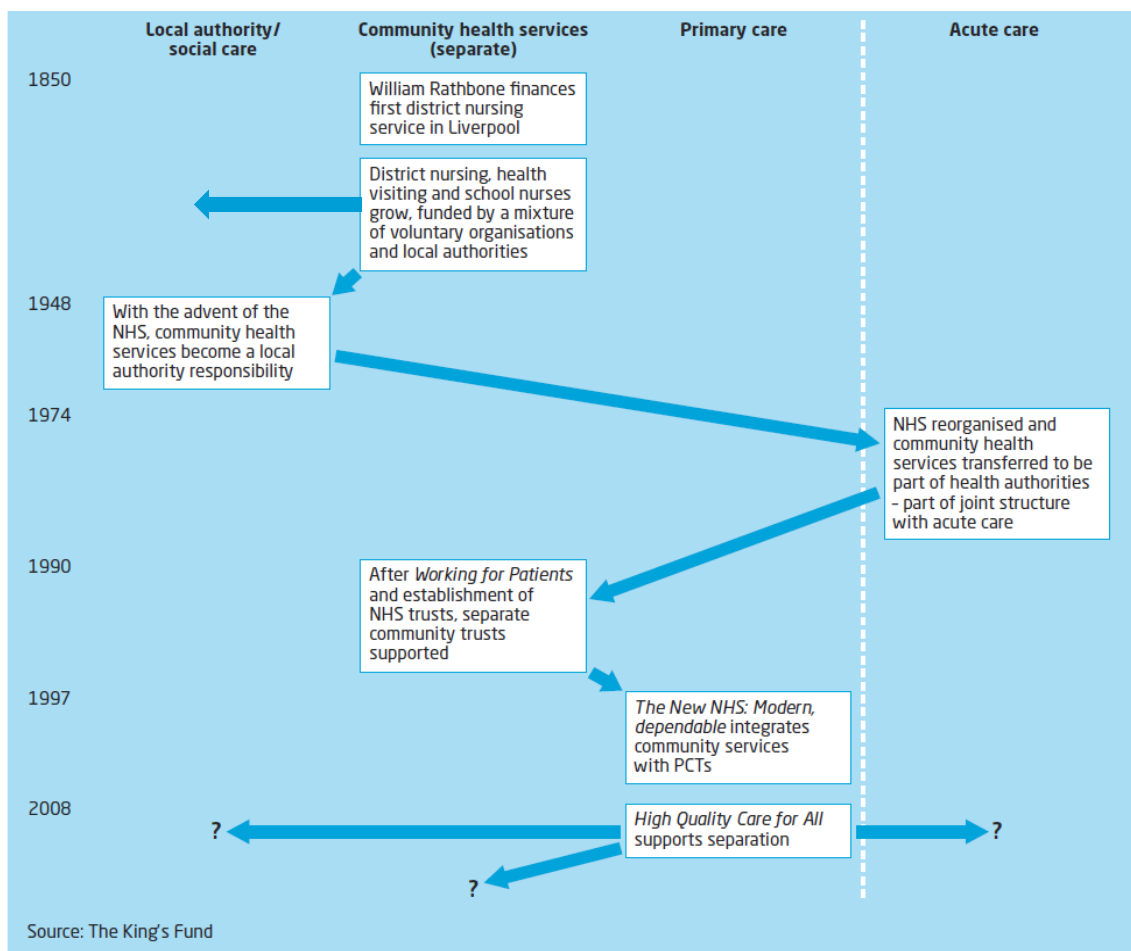 Local authority/
social care
Community health services
(separate)
Primary care
Acute care
1850
William Rathbone finances
first district nursing
service in Liverpool
District nursing, health
visiting and school nurses
grow, funded by a mixture
of voluntary organisations
and local authorities
1948
With the advent of the
NHS, community health
services become a local
authority responsibility
1974
NHS reorganised and
community health
services transferred to be
part of health authorities
– part of joint structure
with acute care
1990
After Working for Patients
and establishment of
NHS trusts, separate
community trusts
supported
1997
The New NHS: Modern,
dependable integrates
community services
with PCTs
2008
High Quality Care for All
supports separation
?
?
?
Source: The King's Fund